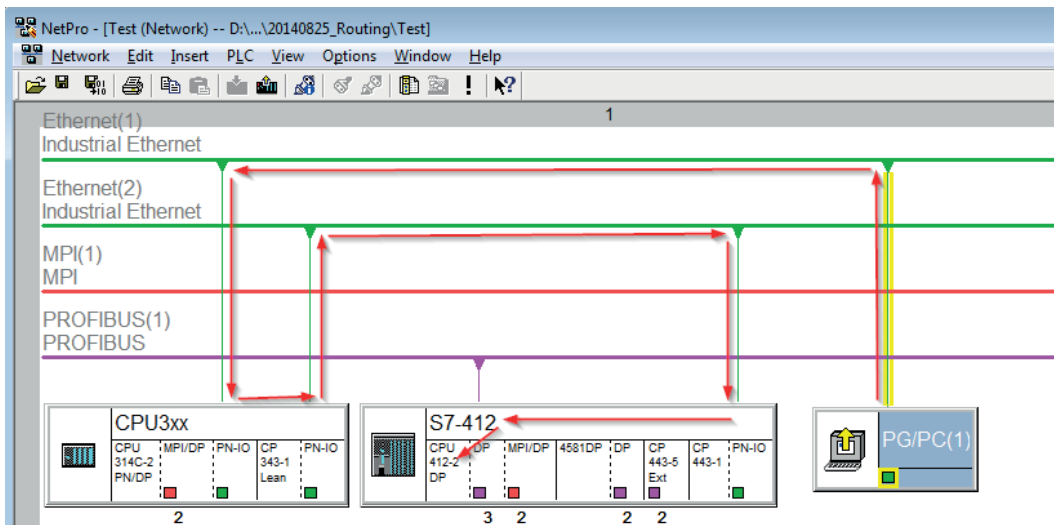 NetPro - [Test (Network) -- D:\...\20140825_Routing\Test]
Network Edit Insert PLC View Options Window Help
1
Ethernet(1)
Industrial Ethernet
Ethernet(2)
Industrial Ethernet
MPI(1)
MPI
PROFIBUS(1)
PROFIBUS
CPU3xx
CPU 314C-2 PN/DP
MPI/DP
PN-IO
CP 343-1 Lean
PN-IO
2
S7-412
CPU 412-2 DP
DP
MPI/DP
4581DP
DP
CP 443-5 Ext
CP 443-1
PN-IO
3 2 2 2
PG/PC(1)